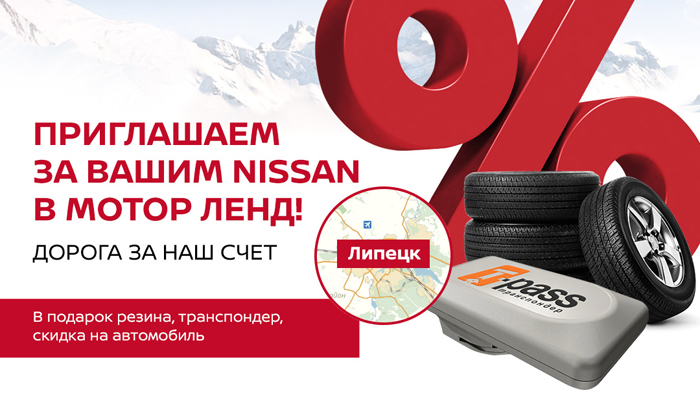 ПРИГЛАШАЕМ
ЗА ВАШИМ NISSAN
В МОТОР ЛЕНД!
ДОРОГА ЗА НАШ СЧЕТ
Липецк
T-pass
транспондер
В подарок резина, транспондер,
скидка на автомобиль